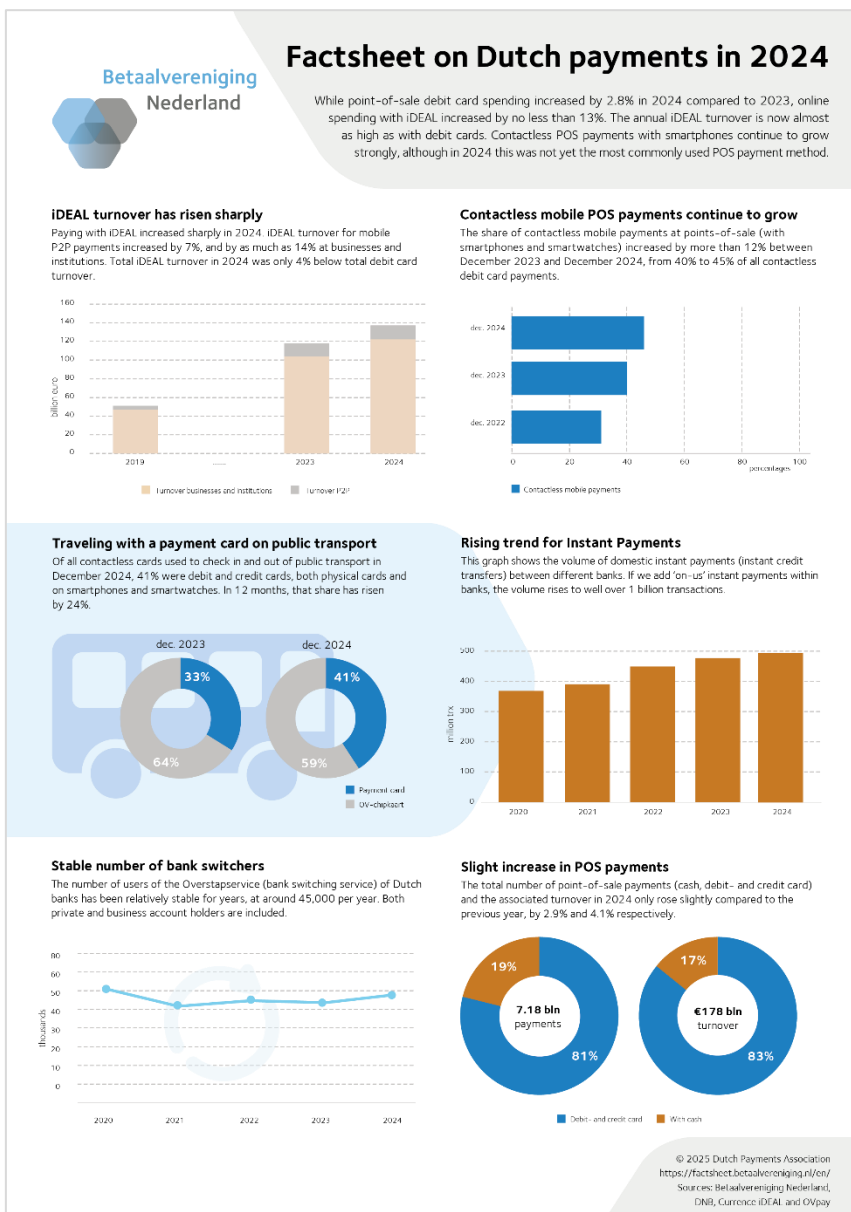 Betaalvereniging
Nederland
Factsheet on Dutch payments in 2024
While point-of-sale debit card spending increased by 2.8% in 2024 compared to 2023, online
spending with iDEAL increased by no less than 13%. The annual iDEAL turnover is now almost
as high as with debit cards. Contactless POS payments with smartphones continue to grow
strongly, although in 2024 this was not yet the most commonly used POS payment method.
iDEAL turnover has risen sharply
Paying with iDEAL increased sharply in 2024. iDEAL turnover for mobile
P2P payments increased by 7%, and by as much as 14% at businesses and
institutions. Total iDEAL turnover in 2024 was only 4% below total debit card
turnover.
160
140
120
100
80
60
40
20
0
billion euro
2019
......
2023
2024
Turnover businesses and institutions
Turnover P2P
Contactless mobile POS payments continue to grow
The share of contactless mobile payments at points-of-sale (with
smartphones and smartwatches) increased by more than 12% between
December 2023 and December 2024, from 40% to 45% of all contactless
debit card payments.
dec. 2024
dec. 2023
dec. 2022
0
20
40
60
80
100
percentages
Contactless mobile payments
Traveling with a payment card on public transport
Of all contactless cards used to check in and out of public transport in
December 2024, 41% were debit and credit cards, both physical cards and
on smartphones and smartwatches. In 12 months, that share has risen
by 24%.
dec. 2023
33%
64%
dec. 2024
41%
59%
Payment card
OV-chipkaart
Rising trend for Instant Payments
This graph shows the volume of domestic instant payments (instant credit
transfers) between different banks. If we add 'on-us' instant payments within
banks, the volume rises to well over 1 billion transactions.
500
400
300
200
100
0
milion trx
2020
2021
2022
2023
2024
Stable number of bank switchers
The number of users of the Overstapservice (bank switching service) of Dutch
banks has been relatively stable for years, at around 45,000 per year. Both
private and business account holders are included.
80
60
50
40
30
20
10
0
thousands
2020
2021
2022
2023
2024
Slight increase in POS payments
The total number of point-of-sale payments (cash, debit- and credit card)
and the associated turnover in 2024 only rose slightly compared to the
previous year, by 2.9% and 4.1% respectively.
19%
7.18 bln
payments
81%
17%
€178 bln
turnover
83%
Debit- and credit card
With cash
© 2025 Dutch Payments Association
https://factsheet.betaalvereniging.nl/en/
Sources: Betaalvereniging Nederland,
DNB, Currence iDEAL and OVpay